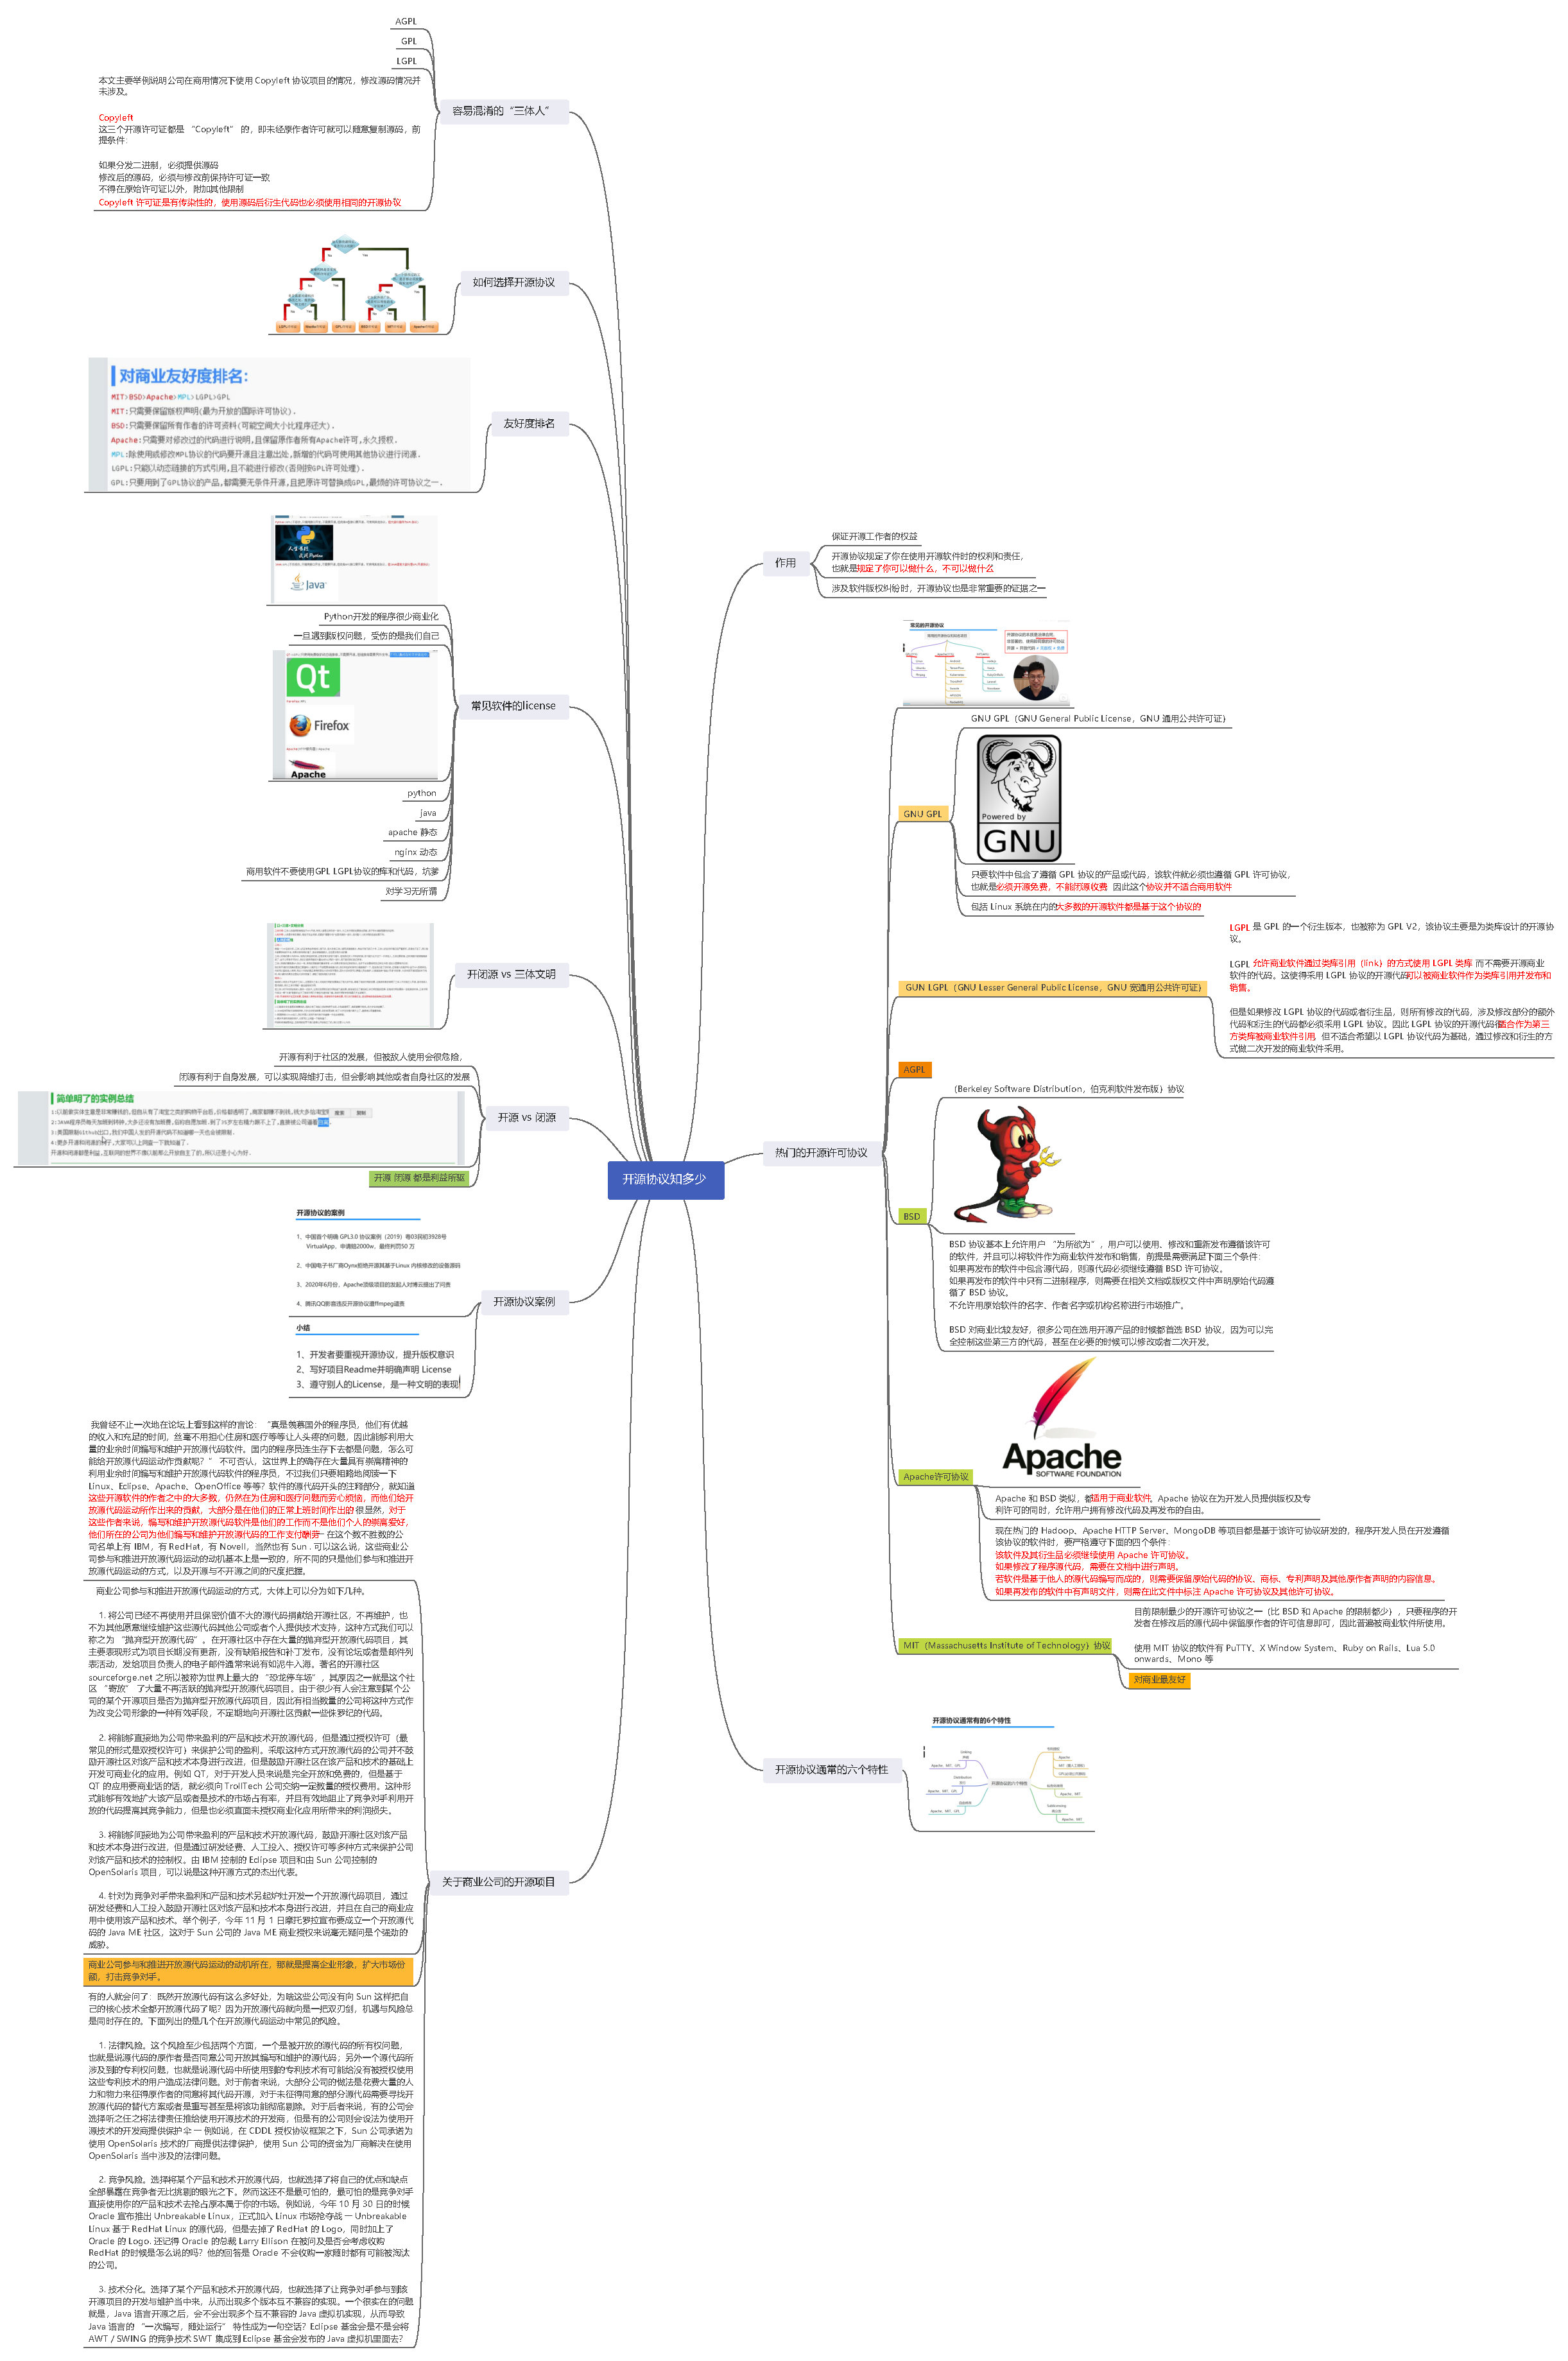 开源协议知多少
作用
保证开源工作者的权益
开源协议规定了你在使用开源软件时的权利和责任，
也就是规定了你可以做什么，不可以做什么
涉及软件版权纠纷时，开源协议也是非常重要的证据之一
热门的开源许可协议
常见的开源协议
GNU GPL
GNU GPL（GNU General Public License，GNU 通用公共许可证）
Powered by
GNU
只要软件中包含了遵循 GPL 协议的产品或代码，该软件就必须也遵循 GPL 许可协议，
也就是必须开源免费，不能闭源收费 因此这个协议并不适合商用软件
包括 Linux 系统在内的大多数的开源软件都是基于这个协议的
GUN LGPL（GNU Lesser General Public License，GNU 宽通用公共许可证）
LGPL 是 GPL 的一个衍生版本，也被称为 GPL V2，该协议主要是为类库设计的开源协
议。
LGPL 允许商业软件通过类库引用（link）的方式使用 LGPL 类库 而不需要开源商业
软件的代码。这使得采用 LGPL 协议的开源代码可以被商业软件作为类库引用并发布和
销售。
但是如果修改 LGPL 协议的代码或者衍生品，则所有修改的代码，涉及修改部分的额外
代码和衍生的代码都必须采用 LGPL 协议。因此 LGPL 协议的开源代码很适合作为第三
方类库被商业软件引用，但不适合希望以 LGPL 协议代码为基础，通过修改和衍生的方
式做二次开发的商业软件采用。
AGPL
BSD
（Berkeley Software Distribution，伯克利软件发布版）协议
BSD 协议基本上允许用户 “为所欲为”，用户可以使用、修改和重新发布遵循该许可
的软件，并且可以将软件作为商业软件发布和销售，前提是需要满足下面三个条件：
如果再发布的软件中包含源代码，则源代码必须继续遵循 BSD 许可协议。
如果再发布的软件中只有二进制程序，则需要在相关文档或版权文件中声明原始代码遵
循了 BSD 协议。
不允许用原始软件的名字、作者名字或机构名称进行市场推广。
BSD 对商业比较友好，很多公司在选用开源产品的时候都首选 BSD 协议，因为可以完
全控制这些第三方的代码，甚至在必要的时候可以修改或者二次开发。
Apache许可协议
Apache
SOFTWARE FOUNDATION
Apache 和 BSD 类似，都适用于商业软件，Apache 协议在为开发人员提供版权及专
利许可的同时，允许用户拥有修改代码及再发布的自由。
现在热门的 Hadoop、Apache HTTP Server、MongoDB 等项目都是基于该许可协议研发的，程序开发人员在开发遵循
该协议的软件时，要严格遵守下面的四个条件：
该软件及其衍生品必须继续使用 Apache 许可协议。
如果修改了程序源代码，需要在文档中进行声明。
若软件是基于他人的源代码编写而成的，则需要保留原始代码的协议、商标、专利声明及其他原作者声明的内容信息。
如果再发布的软件中有声明文件，则需在此文件中标注 Apache 许可协议及其他许可协议。
MIT（Massachusetts Institute of Technology）协议
目前限制最少的开源许可协议之一（比 BSD 和 Apache 的限制都少），只要程序的开
发者在修改后的源代码中保留原作者的许可信息即可，因此普遍被商业软件所使用。
使用 MIT 协议的软件有 PuTTY、X Window System、Ruby on Rails、Lua 5.0
onwards、Mono 等
对商业最友好
开源协议通常的六个特性
开源协议通常有的6个特性
容易混淆的“三体人”
AGPL
GPL
LGPL
本文主要举例说明公司在商用情况下使用 Copyleft 协议项目的情况，修改源码情况并
未涉及。
Copyleft
这三个开源许可证都是 “Copyleft” 的，即未经原作者许可就可以随意复制源码，前
提条件：
如果分发二进制，必须提供源码
修改后的源码，必须与修改前保持许可证一致
不得在原始许可证以外，附加其他限制
Copyleft 许可证是有传染性的，使用源码后衍生代码也必须使用相同的开源协议
如何选择开源协议
友好度排名
对商业友好度排名：
MIT>BSD>Apache>MPL>LGPL>GPL
MIT:只需要保留版权声明(最为开放的国际许可协议).
BSD:只需要保留所有作者的许可资料(可能空间大小比程序还大).
Apache:只需要对修改过的代码进行说明,且保留原作者所有Apache许可,永久授权.
MPL:除使用或修改MPL协议的代码要开源且注意出处,新增的代码可使用其他协议进行闭源.
LGPL:只能以动态链接的方式引用,且不能进行修改(否则按GPL许可处理).
GPL:只要用到了GPL协议的产品,都需要无条件开源,且把原许可替换成GPL,最烦的许可协议之一.
常见软件的license
Java
Python开发的程序很少商业化
一旦遇到版权问题，受伤的是我们自己
Qt
Firefox
Apache
python
java
apache 静态
nginx 动态
商用软件不要使用GPL LGPL协议的库和代码，坑爹
对学习无所谓
开闭源 vs 三体文明
开源 vs 闭源
开源有利于社区的发展，但被敌人使用会很危险，
闭源有利于自身发展，可以实现降维打击，但会影响其他或者自身社区的发展
简单明了的实例总结
开源 闭源 都是利益所驱
开源协议案例
开源协议的案例
1、中国首个明确 GPL3.0 协议案例（2019）粤03民初3928号
VirtualApp，申请赔2000w，最终判罚50 万
2、中国电子书厂商Oynx拒绝开源其基于Linux 内核修改的设备源码
3、2020年6月份，Apache顶级项目的发起人对博云提出了问责
4、腾讯QQ影音违反开源协议遭ffmpeg谴责
小结
1、开发者要重视开源协议，提升版权意识
2、写好项目Readme并明确声明 License
3、遵守别人的License，是一种文明的表现
关于商业公司的开源项目
我曾经不止一次地在论坛上看到这样的言论： “真是羡慕国外的程序员，他们有优越
的收入和充足的时间，丝毫不用担心住房和医疗等等让人头疼的问题，因此能够利用大
量的业余时间编写和维护开放源代码软件。国内的程序员连生存下去都是问题，怎么可
能给开放源代码运动作贡献呢？” 不可否认，这世界上的确存在大量具有崇高精神的
利用业余时间编写和维护开放源代码软件的程序员，不过我们只要粗略地阅读一下
Linux、Eclipse、Apache、OpenOffice 等等？软件的源代码开头的注释部分，就知道
这些开源软件的作者之中的大多数，仍然在为住房和医疗问题而劳心烦恼，而他们给开
放源代码运动所作出来的贡献，大部分是在他们的正常上班时间作出的 很显然，对于
这些作者来说，编写和维护开放源代码软件是他们的工作而不是他们个人的崇高爱好，
他们所在的公司为他们编写和维护开放源代码的工作支付酬劳– 在这个数不胜数的公
司名单上有 IBM，有 RedHat，有 Novell，当然也有 Sun . 可以这么说，这些商业公
司参与和推进开放源代码运动的动机基本上是一致的，所不同的只是他们参与和推进开
放源代码运动的方式，以及开源与不开源之间的尺度把握。
商业公司参与和推进开放源代码运动的方式，大体上可以分如下几种。
1. 将公司已经不再使用并且保密价值不大的源代码捐献给开源社区，不再维护，也
不为其他愿意继续维护这些源代码其他公司或者个人提供技术支持，这种方式我们可以
称之为 “抛弃型开放源代码”。在开源社区中存在大量的抛弃型开放源代码项目，其
主要表现形式为项目长期没有更新，没有缺陷报告和补丁发布，没有论坛或者是邮件列
表活动，发给项目负责人的电子邮件通常来说有如泥牛入海。著名的开源社区
sourceforge.net 之所以被称为世界上最大的 “恐龙停车场”，其原因之一就是这个社
区 “寄放” 了大量不再活跃的抛弃型开放源代码项目。由于很少有人会注意到某个公
司的某个开源项目是否为抛弃型开放源代码项目，因此有相当数量的公司将这种方式作
为改变公司形象的一种有效手段，不定期地向开源社区贡献一些侏罗纪的代码。
2. 将能够直接地为公司带来盈利的产品和技术开放源代码，但是通过授权许可（最
常见的形式是双授权许可）来保护公司的盈利。采取这种方式开放源代码的公司并不鼓
励开源社区对该产品和技术本身进行改进，但是鼓励开源社区在该产品和技术的基础上
开发可商业化的应用。例如 QT，对于开发人员来说是完全开放和免费的，但是基于
QT 的应用要商业话的话，就必须向 TrollTech 公司交纳一定数量的授权费用。这种形
式能够有效地扩大该产品或者是技术的市场占有率，并且有效地阻止了竞争对手利用开
放的代码提高其竞争能力，但是也必须直面未授权商业化应用所带来的利润损失。
3. 将能够间接地为公司带来盈利的产品和技术开放源代码，鼓励开源社区对该产品
和技术本身进行改进，但是通过研发经费、人工投入、授权许可等多种方式来保护公司
对该产品和技术的控制权。由 IBM 控制的 Eclipse 项目和由 Sun 公司控制的
OpenSolaris 项目，可以说是这种开源方式的杰出代表。
4. 针对为竞争对手带来盈利和产品和技术另起炉灶开发一个开放源代码项目，通过
研发经费和人工投入鼓励开源社区对该产品和技术本身进行改进，并且在自己的商业应
用中使用该产品和技术。举个例子，今年 11 月 1 日摩托罗拉宣布要成立一个开放源代
码的 Java ME 社区，这对于 Sun 公司的 Java ME 商业授权来说毫无疑问是个强劲的
威胁。
商业公司参与和推进开放源代码运动的动机所在，那就是提高企业形象，扩大市场份
额，打击竞争对手。
有的人就会问了：既然开放源代码有这么多好处，为啥这些公司没有向 Sun 这样把自
己的核心技术全都开放源代码了呢？因为开放源代码就向是一把双刃剑，机遇与风险总
是同时存在的。下面列出的是几个在开放源代码运动中常见的风险。
1. 法律风险。这个风险至少包括两个方面，一个是被开放的源代码的所有权问题，
也就是说源代码的原作者是否同意公司开放其编写和维护的源代码；另外一个源代码所
涉及到的专利权问题，也就是说源代码中所使用到的专利技术有可能给没有被授权使用
这些专利技术的用户造成法律问题。对于前者来说，大部分公司的做法是花费大量的人
力和物力来征得原作者的同意将其代码开源，对于未征得同意的部分源代码需要寻找开
放源代码的替代方案或者是重写甚至是将该功能彻底剔除。对于后者来说，有的公司会
选择听之任之将法律责任推给使用开源技术的开发商，但是有的公司则会设法为使用开
源技术的开发商提供保护伞 — 例如说，在 CDDL 授权协议框架之下，Sun 公司承诺为
使用 OpenSolaris 技术的厂商提供法律保护，使用 Sun 公司的资金为厂商解决在使用
OpenSolaris 当中涉及的法律问题。
2. 竞争风险。选择将某个产品和技术开放源代码，也就选择了将自己的优点和缺点
全部暴露在竞争者无比挑剔的眼光之下。然而这还不是最可怕的，最可怕的是竞争对手
直接使用你的产品和技术去抢占原本属于你的市场。例如说，今年 10 月 30 日的时候
Oracle 宣布推出 Unbreakable Linux，正式加入 Linux 市场抢夺战 — Unbreakable
Linux 基于 RedHat Linux 的源代码，但是去掉了 RedHat 的 Logo，同时加上了
Oracle 的 Logo. 还记得 Oracle 的总裁 Larry Ellison 在被问及是否会考虑收购
RedHat 的时候是怎么说的吗？他的回答是 Oracle 不会收购一家随时都有可能被淘汰
的公司。
3. 技术分化。选择了某个产品和技术开放源代码，也就选择了让竞争对手参与到该
开源项目的开发与维护当中来，从而出现多个版本互不兼容的实现。一个很实在的问题
就是，Java 语言开源之后，会不会出现多个互不兼容的 Java 虚拟机实现，从而导致
Java 语言的 “一次编写，随处运行” 特性成为一句空话？Eclipse 基金会是不是会将
AWT / SWING 的竞争技术 SWT 集成到 Eclipse 基金会发布的 Java 虚拟机里面去？